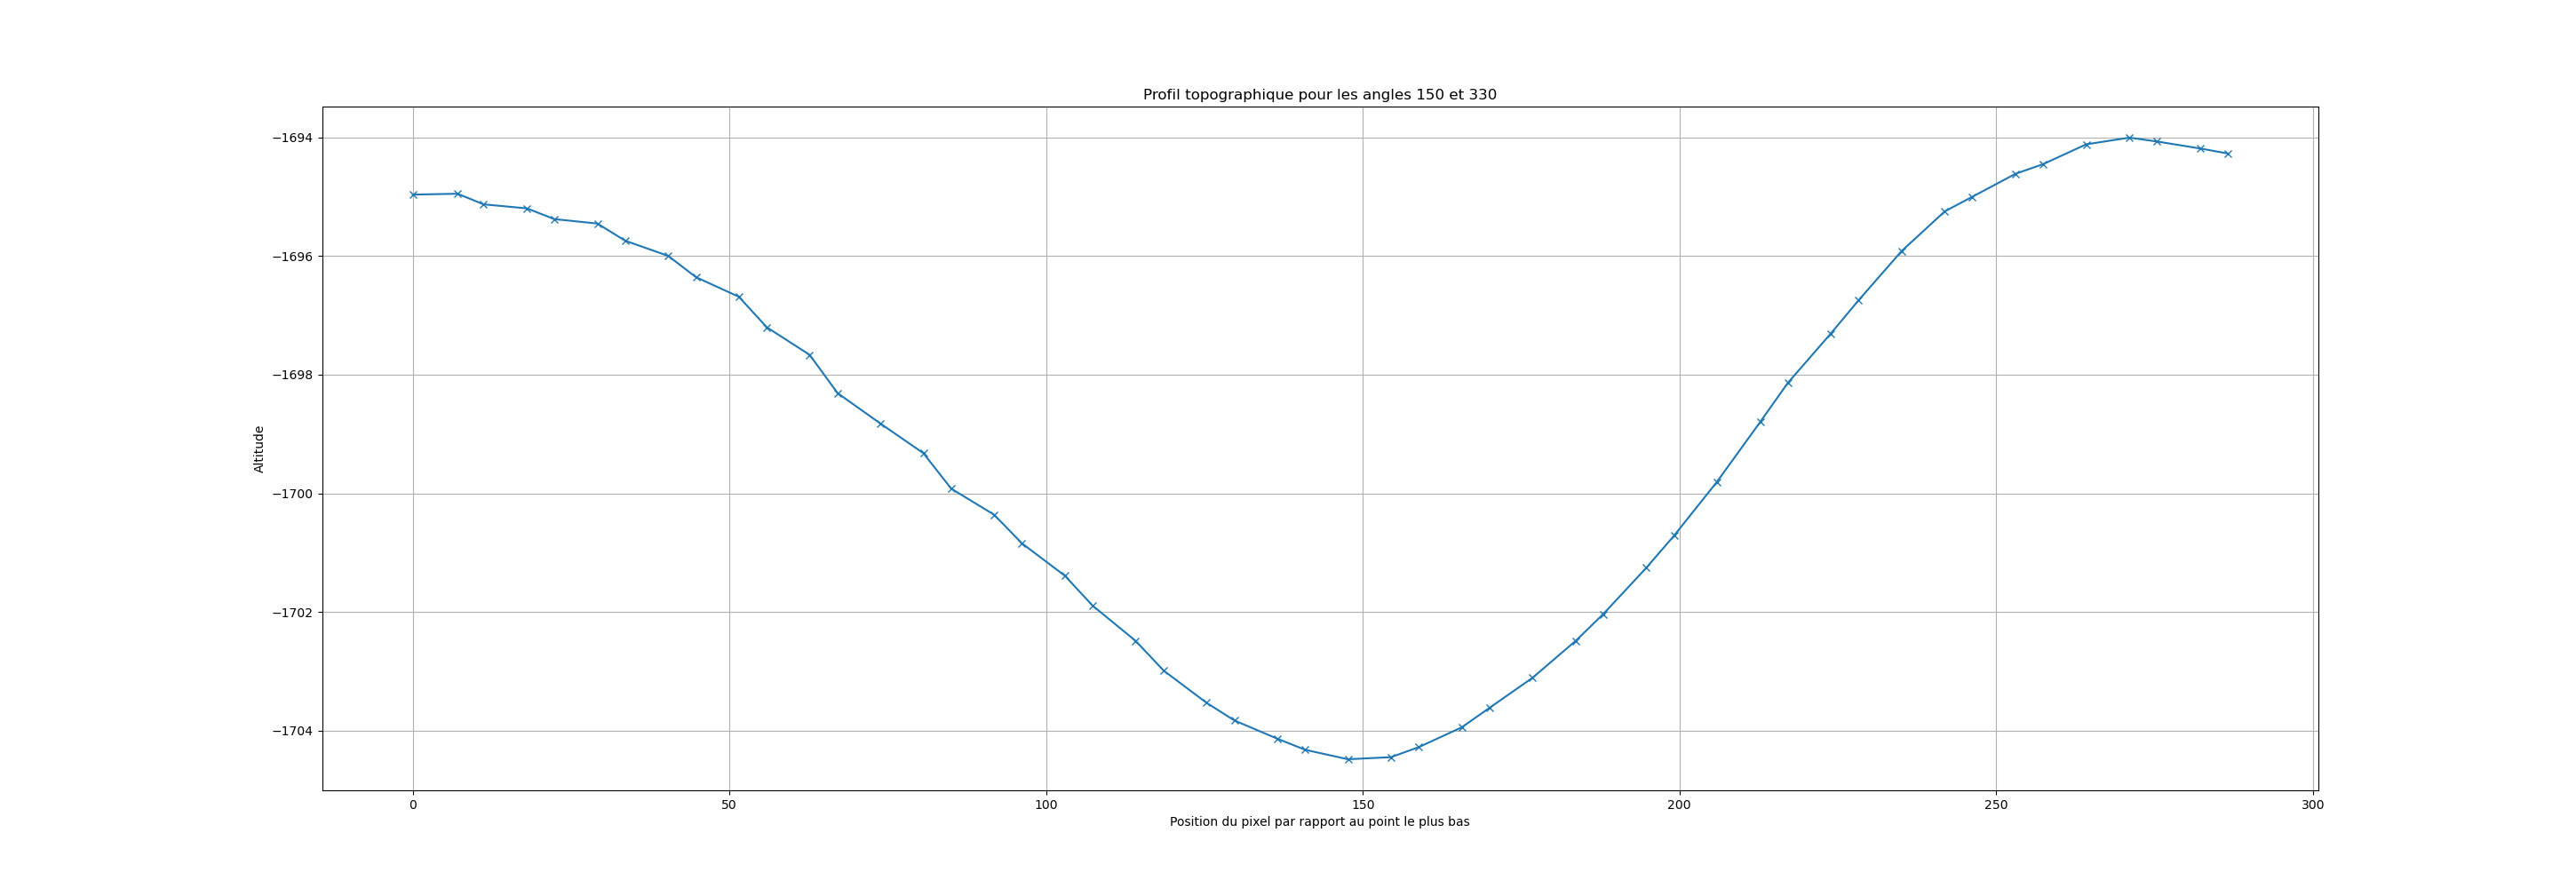 Profil topographique pour les angles 150 et 330
−1694
−1696
−1698
−1700
−1702
−1704
Altitude
0 50 100 150 200 250 300
Position du pixel par rapport au point le plus bas